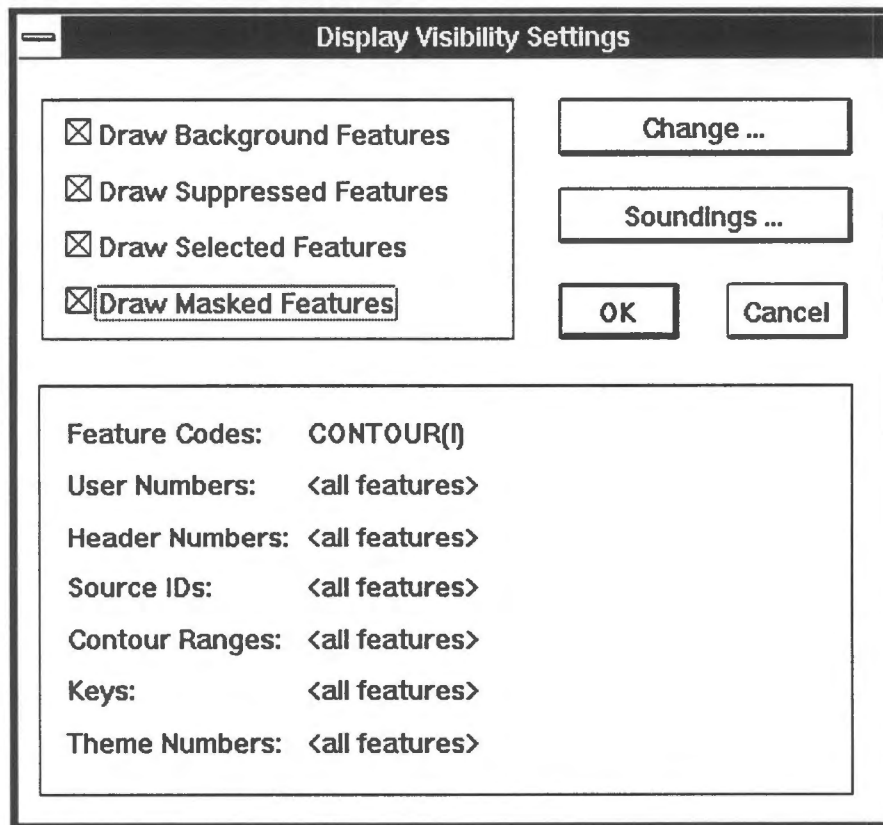 Display Visibility Settings
Draw Background Features
Draw Suppressed Features
Draw Selected Features
Draw Masked Features
Change ...
Soundings ...
OK
Cancel
Feature Codes: CONTOUR(I)
User Numbers: <all features>
Header Numbers: <all features>
Source IDs: <all features>
Contour Ranges: <all features>
Keys: <all features>
Theme Numbers: <all features>